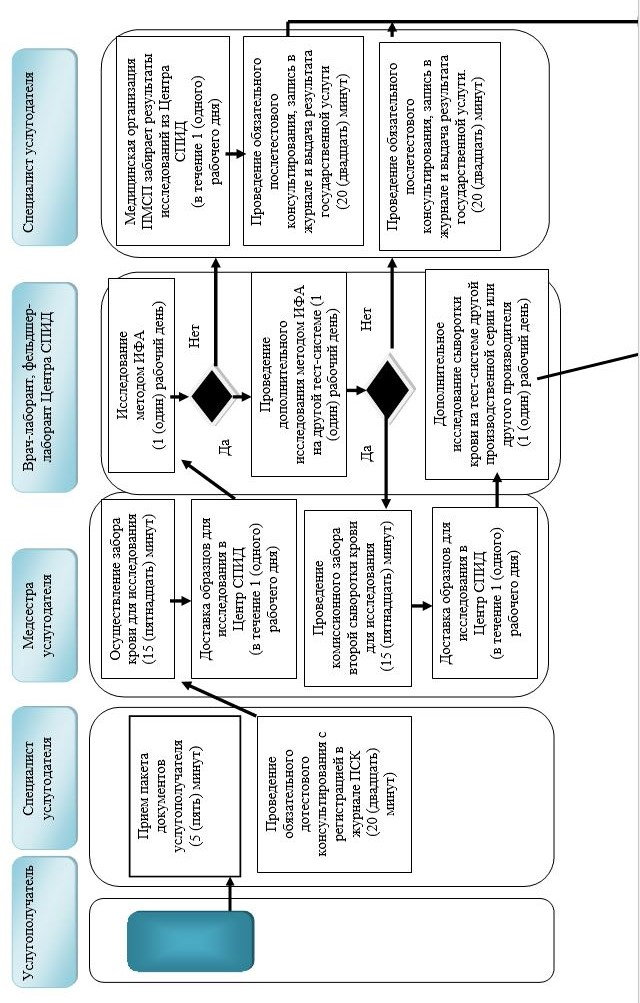 Услугополучатель
Специалист
услугодателя
Медсестра
услугодателя
Врач-лаборант, фельдшер-
лаборант Центра СПИД
Специалист услугодателя
Прием пакета
документов
услугополучателя
(5 (пять) минут)
Проведение
обязательного
дотестового
консультирования с
регистрацией в
журнале ПСК
(20 (двадцать)
минут)
Осуществление забора
крови для исследования
(15 (пятнадцать) минут)
Доставка образцов для
исследования в
Центр СПИД
(в течение 1 (одного)
рабочего дня)
Проведение
комиссионного забора
второй сыворотки крови
для исследования
(15 (пятнадцать) минут)
Доставка образцов для
исследования в
Центр СПИД
(в течение 1 (одного)
рабочего дня)
Исследование
методом ИФА
(1 (один) рабочий день)
Да
Нет
Проведение
дополнительного
исследования методом ИФА
на другой тест-системе (1
(один) рабочий день)
Да
Нет
Дополнительное
исследование сыворотки
крови на тест-системе другой
производственной серии или
другого производителя
(1 (один) рабочий день)
Медицинская организация
ПМСП забирает результаты
исследований из Центра
СПИД
(в течение 1 (одного)
рабочего дня)
Проведение обязательного
послетестового
консультирования, запись в
журнале и выдача результата
государственной услуги
(20 (двадцать) минут)
Проведение обязательного
послетестового
консультирования, запись в
журнале и выдача результата
государственной услуги.
(20 (двадцать) минут)